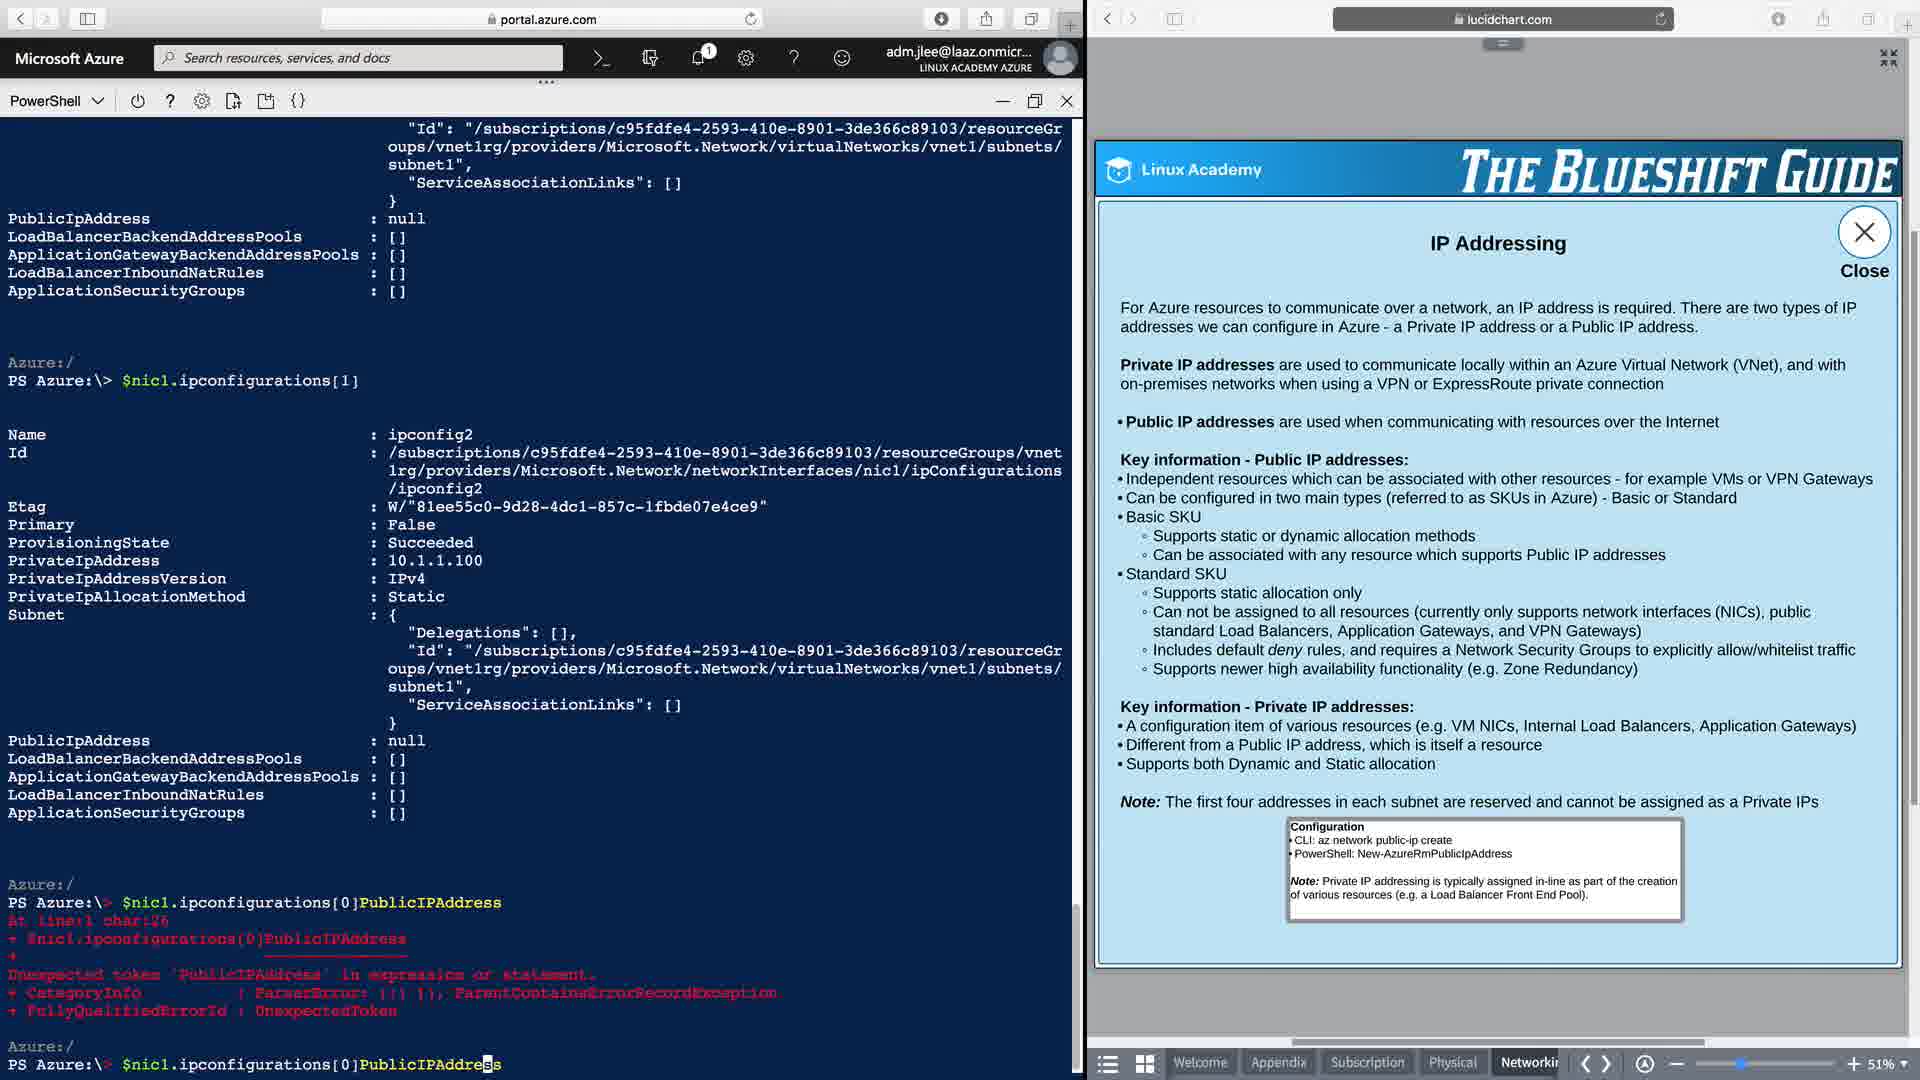 portal.azure.com
Microsoft Azure
Search resources, services, and docs
1
adm.jlee@laaz.onmicr...
LINUX ACADEMY AZURE
PowerShell
"Id": "/subscriptions/c95fdfe4-2593-410e-8901-3de366c89103/resourceGr
oups/vnet1rg/providers/Microsoft.Network/virtualNetworks/vnet1/subnets/
subnet1",
"ServiceAssociationLinks": []
}
PublicIpAddress : null
LoadBalancerBackendAddressPools : []
ApplicationGatewayBackendAddressPools : []
LoadBalancerInboundNatRules : []
ApplicationSecurityGroups : []
Azure:/
PS Azure:\> $nic1.ipconfigurations[1]
Name : ipconfig2
Id : /subscriptions/c95fdfe4-2593-410e-8901-3de366c89103/resourceGroups/vnet
1rg/providers/Microsoft.Network/networkInterfaces/nic1/ipConfigurations
/ipconfig2
Etag : W/"81ee55c0-9d28-4dc1-857c-1fbde07e4ce9"
Primary : False
ProvisioningState : Succeeded
PrivateIpAddress : 10.1.1.100
PrivateIpAddressVersion : IPv4
PrivateIpAllocationMethod : Static
Subnet : {
"Delegations": [],
"Id": "/subscriptions/c95fdfe4-2593-410e-8901-3de366c89103/resourceGr
oups/vnet1rg/providers/Microsoft.Network/virtualNetworks/vnet1/subnets/
subnet1",
"ServiceAssociationLinks": []
}
PublicIpAddress : null
LoadBalancerBackendAddressPools : []
ApplicationGatewayBackendAddressPools : []
LoadBalancerInboundNatRules : []
ApplicationSecurityGroups : []
Azure:/
PS Azure:\> $nic1.ipconfigurations[0]PublicIPAddress
At line:1 char:26
+ $nic1.ipconfigurations[0]PublicIPAddress
+ ~~~~~~~~~~~~~~~
Unexpected token 'PublicIPAddress' in expression or statement.
+ CategoryInfo : ParserError: (:) [], ParentContainsErrorRecordException
+ FullyQualifiedErrorId : UnexpectedToken
Azure:/
PS Azure:\> $nic1.ipconfigurations[0]PublicIPAddress
lucidchart.com
Linux Academy
THE BLUESHIFT GUIDE
IP Addressing
Close
For Azure resources to communicate over a network, an IP address is required. There are two types of IP
addresses we can configure in Azure - a Private IP address or a Public IP address.
Private IP addresses are used to communicate locally within an Azure Virtual Network (VNet), and with
on-premises networks when using a VPN or ExpressRoute private connection
• Public IP addresses are used when communicating with resources over the Internet
Key information - Public IP addresses:
• Independent resources which can be associated with other resources - for example VMs or VPN Gateways
• Can be configured in two main types (referred to as SKUs in Azure) - Basic or Standard
• Basic SKU
◦ Supports static or dynamic allocation methods
◦ Can be associated with any resource which supports Public IP addresses
• Standard SKU
◦ Supports static allocation only
◦ Can not be assigned to all resources (currently only supports network interfaces (NICs), public
standard Load Balancers, Application Gateways, and VPN Gateways)
◦ Includes default deny rules, and requires a Network Security Groups to explicitly allow/whitelist traffic
◦ Supports newer high availability functionality (e.g. Zone Redundancy)
Key information - Private IP addresses:
• A configuration item of various resources (e.g. VM NICs, Internal Load Balancers, Application Gateways)
• Different from a Public IP address, which is itself a resource
• Supports both Dynamic and Static allocation
Note: The first four addresses in each subnet are reserved and cannot be assigned as a Private IPs
Configuration
• CLI: az network public-ip create
• PowerShell: New-AzureRmPublicIpAddress
Note: Private IP addressing is typically assigned in-line as part of the creation
of various resources (e.g. a Load Balancer Front End Pool).
Welcome Appendix Subscription Physical Networkin
51%